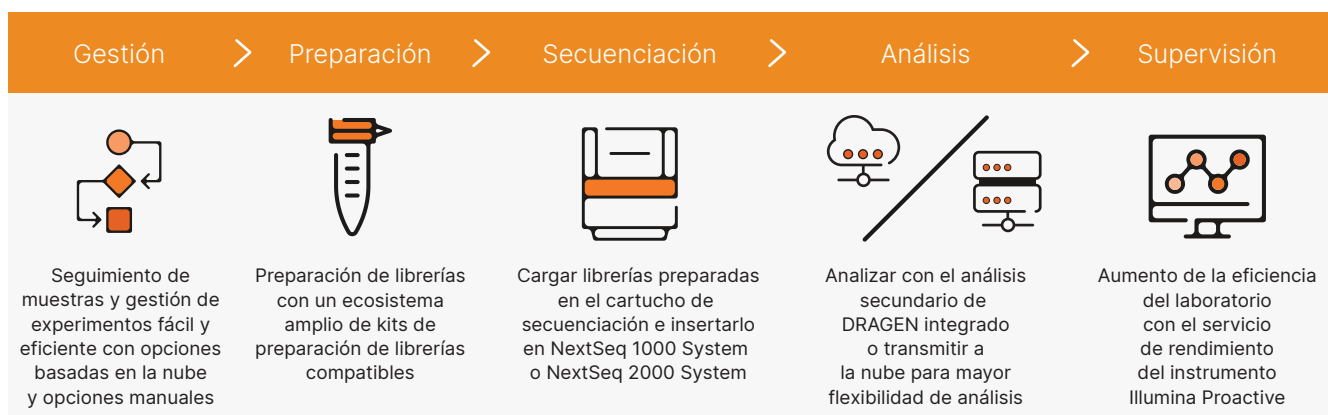 Gestión
Preparación
Secuenciación
Análisis
Supervisión
Seguimiento de
muestras y gestión de
experimentos fácil y
eficiente con opciones
basadas en la nube
y opciones manuales
Preparación de librerías
con un ecosistema
amplio de kits de
preparación de librerías
compatibles
Cargar librerías preparadas
en el cartucho de
secuenciación e insertarlo
en NextSeq 1000 System
o NextSeq 2000 System
Analizar con el análisis
secundario de
DRAGEN integrado
o transmitir a
la nube para mayor
flexibilidad de análisis
Aumento de la eficiencia
del laboratorio
con el servicio
de rendimiento
del instrumento
Illumina Proactive